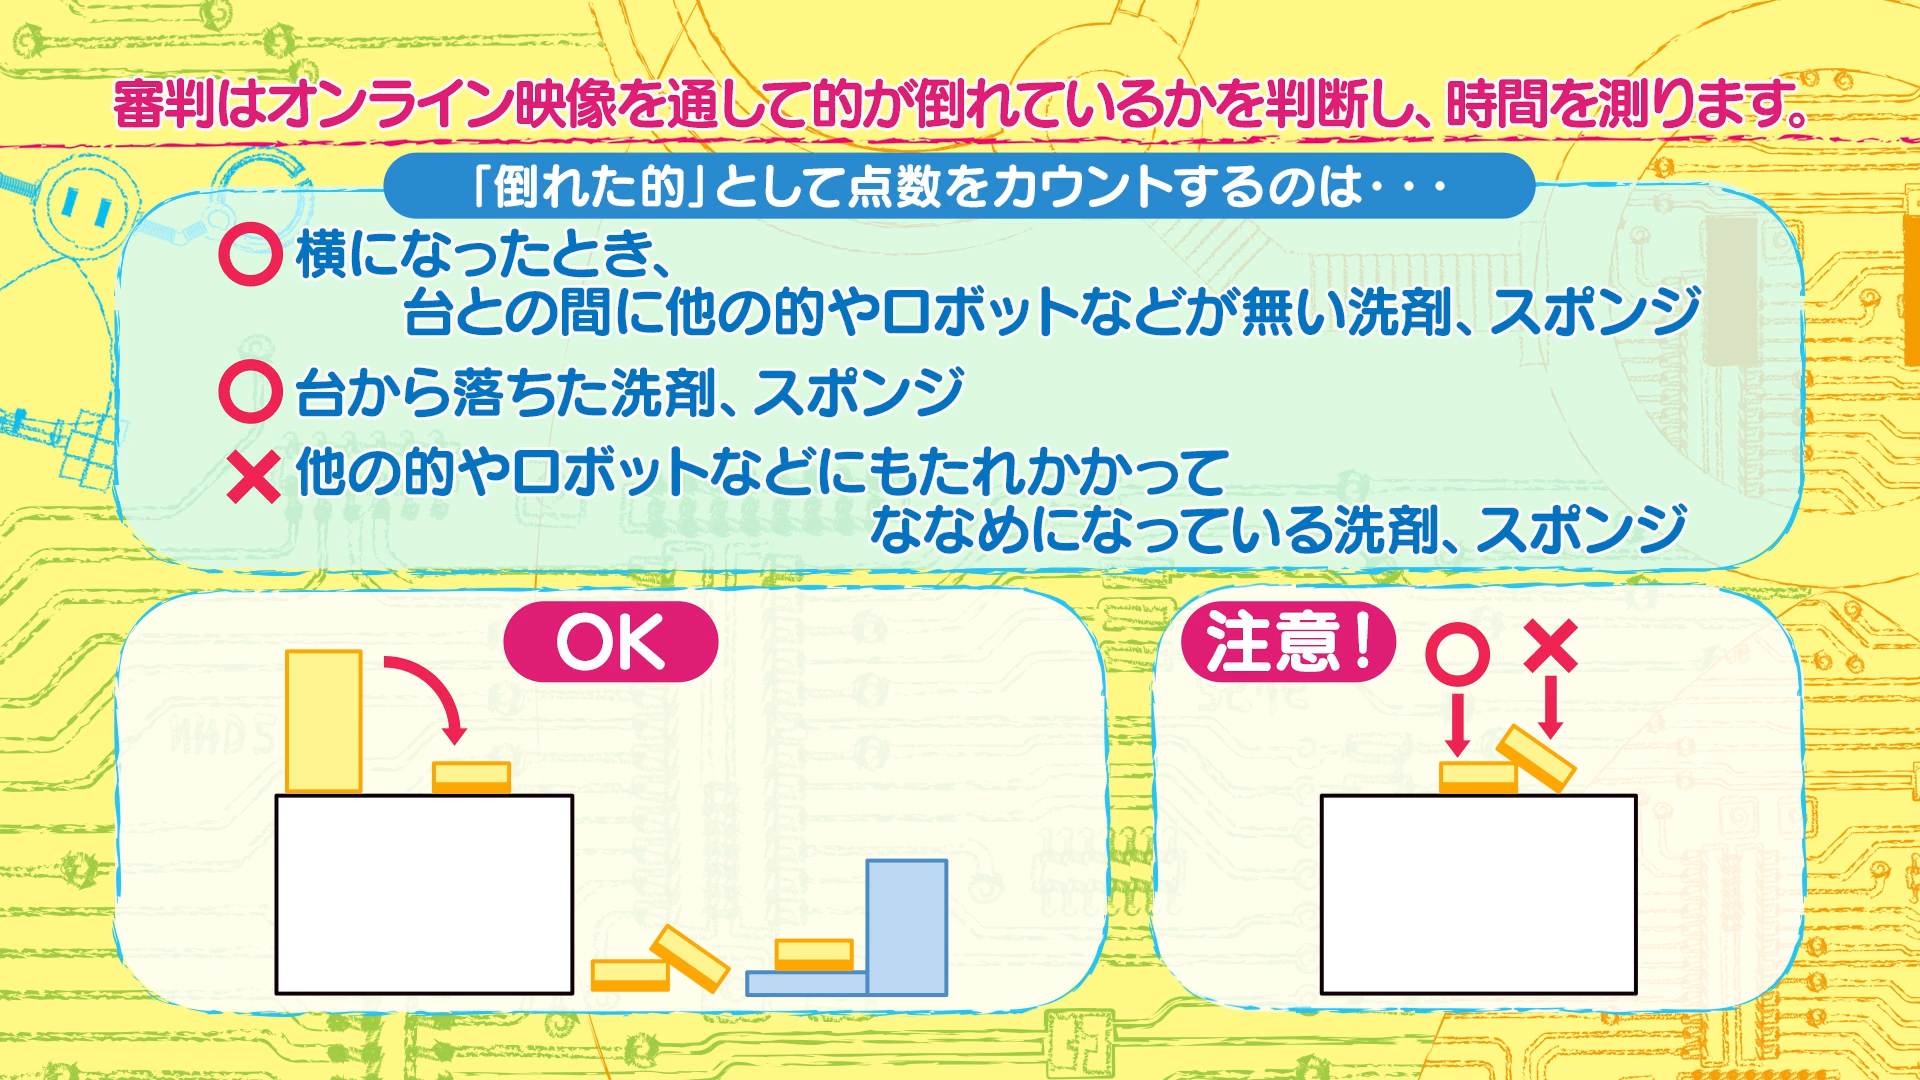 審判はオンライン映像を通して的が倒れているかを判断し、時間を測ります。
「倒れた的」として点数をカウントするのは・・・
○横になったとき、
台との間に他の的やロボットなどが無い洗剤、スポンジ
○台から落ちた洗剤、スポンジ
×他の的やロボットなどにもたれかかって
ななめになっている洗剤、スポンジ
OK
注意！
○ ×